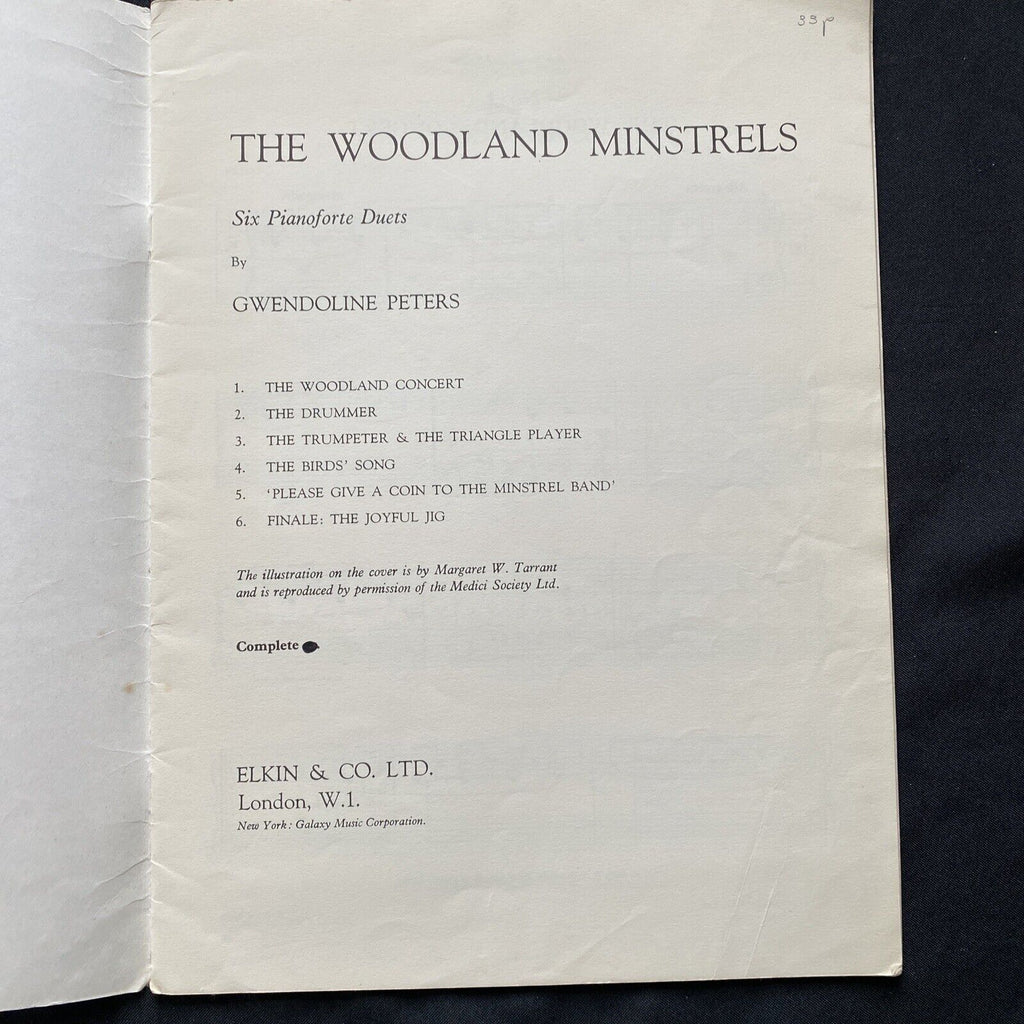 33p
THE WOODLAND MINSTRELS
Six Pianoforte Duets
By
GWENDOLINE PETERS
1. THE WOODLAND CONCERT
2. THE DRUMMER
3. THE TRUMPETER & THE TRIANGLE PLAYER
4. THE BIRDS' SONG
5. 'PLEASE GIVE A COIN TO THE MINSTREL BAND'
6. FINALE: THE JOYFUL JIG
The illustration on the cover is by Margaret W. Tarrant
and is reproduced by permission of the Medici Society Ltd.
Complete
ELKIN & CO. LTD.
London, W.1.
New York: Galaxy Music Corporation.